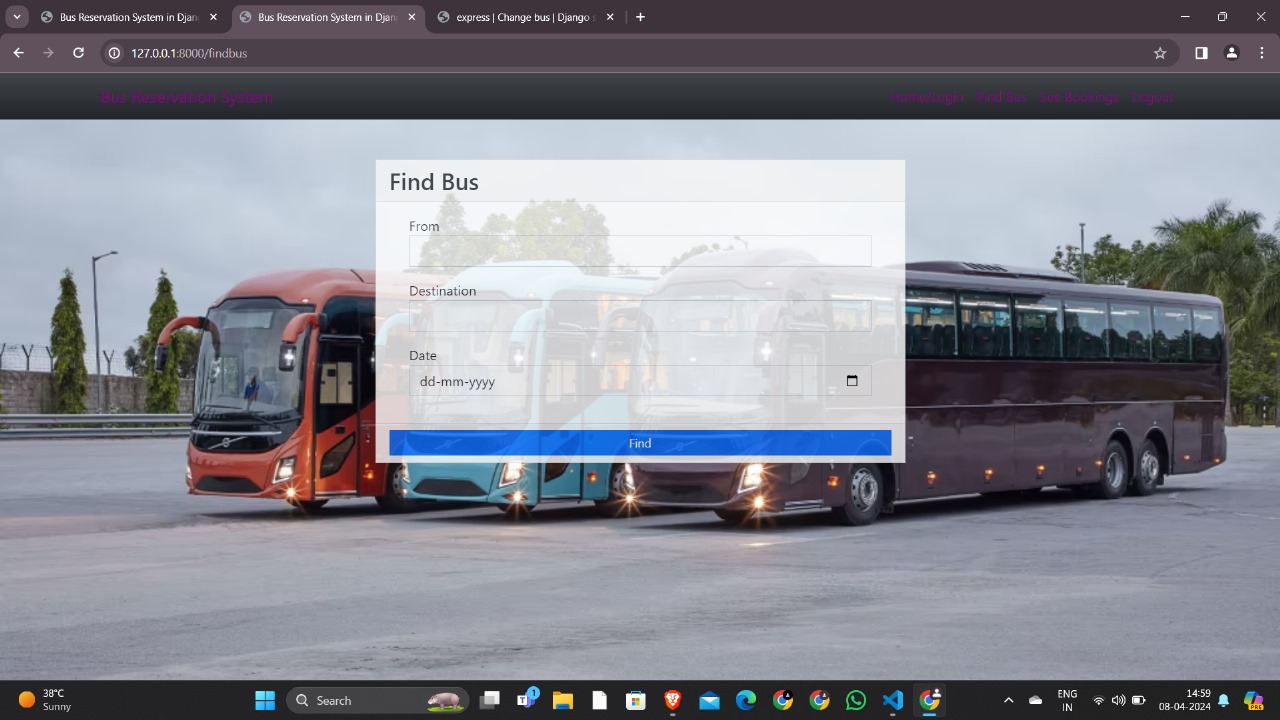 Bus Reservation System in Djan
Bus Reservation System in Djan
express | Change bus | Django s
127.0.0.1:8000/findbus
Bus Reservation System
Home/Login Find Bus See Bookings Logout
Find Bus
From
Destination
Date
dd-mm-yyyy
Find
38°C
Sunny
Search
1
ENG
IN
14:59
08-04-2024
PRE